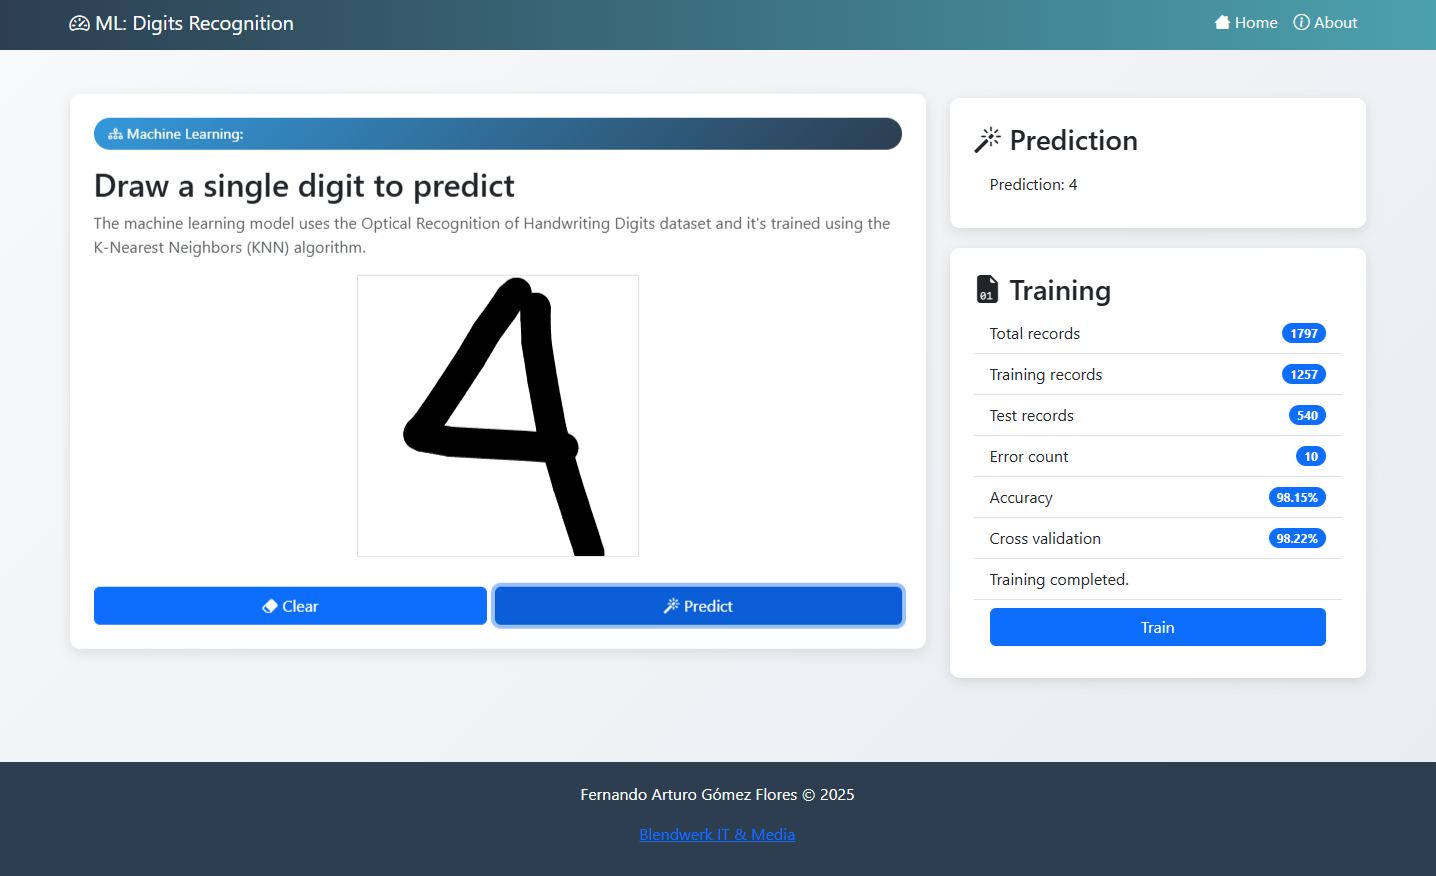 ML: Digits Recognition
Home
About
Machine Learning:
Draw a single digit to predict
The machine learning model uses the Optical Recognition of Handwriting Digits dataset and it's trained using the
K-Nearest Neighbors (KNN) algorithm.
4
Clear
Predict
Prediction
Prediction: 4
01
Training
Total records 1797
Training records 1257
Test records 540
Error count 10
Accuracy 98.15%
Cross validation 98.22%
Training completed.
Train
Fernando Arturo Gómez Flores © 2025
Blendwerk IT & Media